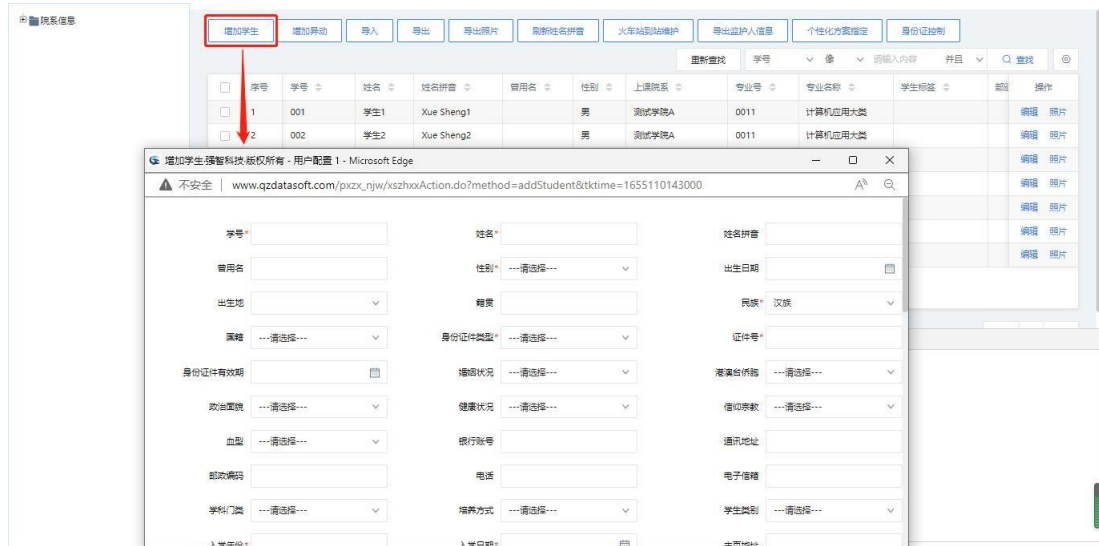 院系信息
增加学生 增加异动 导入 导出 导出照片 刷新姓名拼音 火车站到站维护 导出监护人信息 个性化方案指定 身份证控制
重新查找 学号 像 请输入内容 并且 查找
序号 学号 姓名 姓名拼音 曾用名 性别 上课院系 专业号 专业名称 学生标签 操作
1 001 学生1 Xue Sheng1 男 测试学院A 0011 计算机应用大类 编辑 照片
2 002 学生2 Xue Sheng2 男 测试学院A 0011 计算机应用大类 编辑 照片
增加学生-强智科技-版权所有 - 用户配置 1 - Microsoft Edge
编辑 照片
不安全 www.qzdatasoft.com/pxzx_njw/xszhxxAction.do?method=addStudent&tktime=1655110143000
编辑 照片
编辑 照片
学号* 姓名* 姓名拼音
编辑 照片
编辑 照片
曾用名 性别* ---请选择--- 出生日期
出生地 籍贯 民族* 汉族
国籍 ---请选择--- 身份证件类型* ---请选择--- 证件号*
身份证件有效期 婚姻状况 ---请选择--- 港澳台侨胞 ---请选择---
政治面貌 ---请选择--- 健康状况 ---请选择--- 信仰宗教 ---请选择---
血型 ---请选择--- 银行账号 通讯地址
邮政编码 电话 电子信箱
学科门类 ---请选择--- 培养方式 ---请选择--- 学生类别 ---请选择---
入学年份* 入学日期* 主页地址